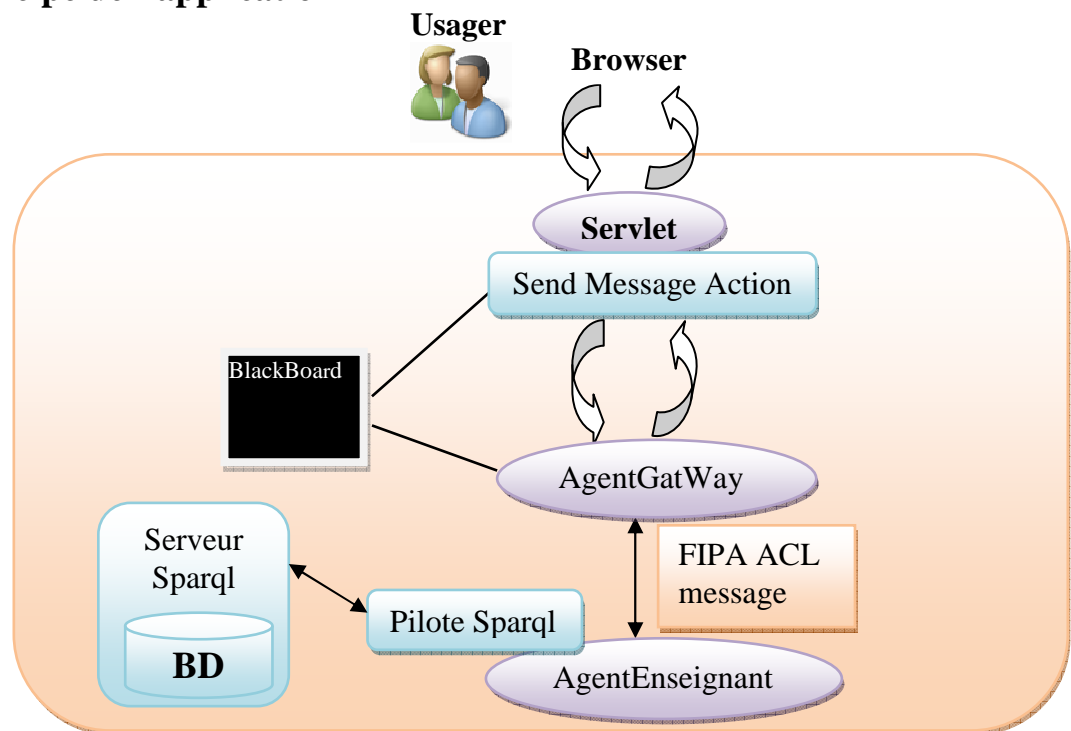 Usager
Browser
Servlet
Send Message Action
BlackBoard
AgentGatWay
Serveur
Sparql
FIPA ACL
message
Pilote Sparql
BD
AgentEnseignant